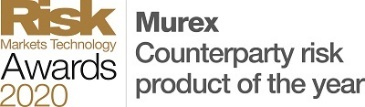 Risk
Markets Technology
Awards
2020
Murex
Counterparty risk
product of the year